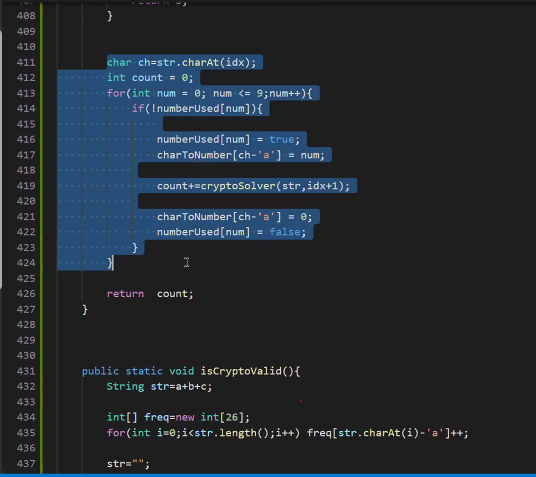 408 }
409
410
411 char ch=str.charAt(idx);
412 int count = 0;
413 for(int num = 0; num <= 9;num++){
414 if(!numberUsed[num]){
415
416 numberUsed[num] = true;
417 charToNumber[ch-'a'] = num;
418
419 count+=cryptoSolver(str,idx+1);
420
421 charToNumber[ch-'a'] = 0;
422 numberUsed[num] = false;
423 }
424 }
425
426 return count;
427 }
428
429
430
431 public static void isCryptoValid(){
432 String str=a+b+c;
433
434 int[] freq=new int[26];
435 for(int i=0;i<str.length();i++) freq[str.charAt(i)-'a']++;
436
437 str="";